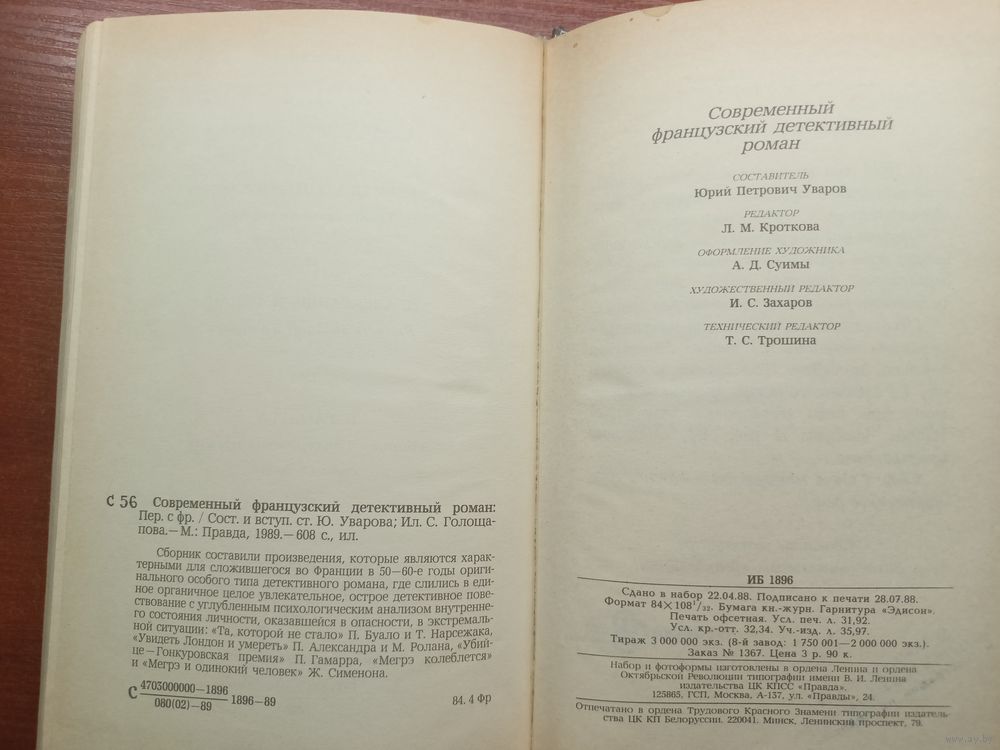 С 56 Современный французский детективный роман:
Пер. с фр. / Сост. и вступ. ст. Ю. Уварова; Ил. С. Голоща-
пова.— М.: Правда, 1989.— 608 с., ил.
Сборник составили произведения, которые являются харак-
терными для сложившегося во Франции в 50—60-е годы ориги-
нального особого типа детективного романа, где слились в еди-
ное органичное целое увлекательное, острое детективное пове-
ствование с углубленным психологическим анализом внутренне-
го состояния личности, оказавшейся в опасности, в экстремаль-
ной ситуации: «Та, которой не стало» П. Буало и Т. Нарсежака,
«Увидеть Лондон и умереть» П. Александра и М. Ролана, «Убий-
це — Гонкуровская премия» П. Гамарра, «Мегрэ колеблется»
и «Мегрэ и одинокий человек» Ж. Сименона.
С 4703000000—1896
080(02)—89 1896—89
84. 4 Фр
Современный
французский детективный
роман
СОСТАВИТЕЛЬ
Юрий Петрович Уваров
РЕДАКТОР
Л. М. Кроткова
ОФОРМЛЕНИЕ ХУДОЖНИКА
А. Д. Суимы
ХУДОЖЕСТВЕННЫЙ РЕДАКТОР
И. С. Захаров
ТЕХНИЧЕСКИЙ РЕДАКТОР
Т. С. Трошина
ИБ 1896
Сдано в набор 22.04.88. Подписано к печати 28.07.88.
Формат 84×108¹/₃₂. Бумага кн.-журн. Гарнитура «Эдисон».
Печать офсетная. Усл. печ. л. 31,92.
Усл. кр.-отт. 32,34. Уч.-изд. л. 35,97.
Тираж 3 000 000 экз. (8-й завод: 1 750 001—2 000 000 экз.).
Заказ № 1367. Цена 3 р. 90 к.
Набор и фотоформы изготовлены в ордена Ленина и ордена
Октябрьской Революции типографии имени В. И. Ленина
издательства ЦК КПСС «Правда».
125865, ГСП, Москва, А-137, ул. «Правды», 24.
Отпечатано в ордена Трудового Красного Знамени типографии издатель-
ства ЦК КП Белоруссии. 220041. Минск, Ленинский проспект, 79.
www.ay.by